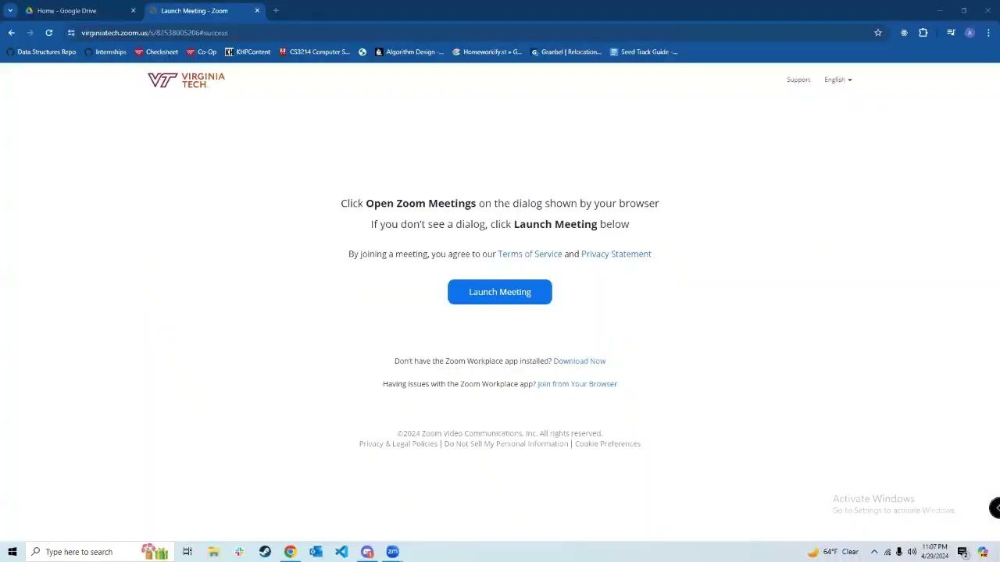 Home - Google Drive
Launch Meeting - Zoom
virginiatech.zoom.us/s/82538005206#success
Data Structures Repo
Internships
Checksheet
Co-Op
KHPContent
CS3214 Computer S...
Algorithm Design -...
Homeworkify.st » G...
Graebel | Relocation...
Seed Track Guide -...
VIRGINIA
TECH.
Support
English
Click Open Zoom Meetings on the dialog shown by your browser
If you don't see a dialog, click Launch Meeting below
By joining a meeting, you agree to our Terms of Service and Privacy Statement
Launch Meeting
Don't have the Zoom Workplace app installed? Download Now
Having issues with the Zoom Workplace app? Join from Your Browser
©2024 Zoom Video Communications, Inc. All rights reserved.
Privacy & Legal Policies | Do Not Sell My Personal Information | Cookie Preferences
Activate Windows
Go to Settings to activate Windows.
Type here to search
zm
64°F Clear
11:07 PM
4/29/2024